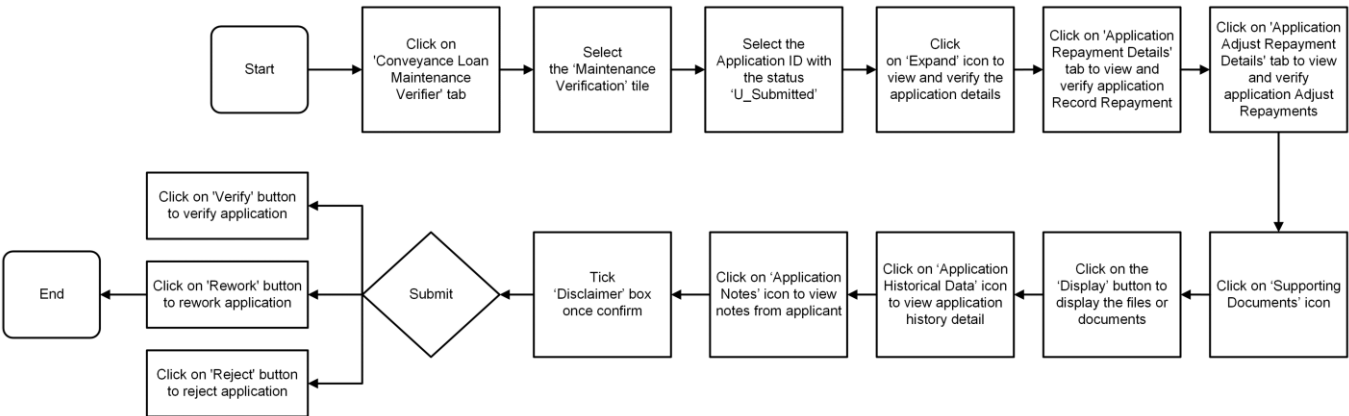 Start
Click on
'Conveyance Loan
Maintenance
Verifier' tab
Select
the ‘Maintenance
Verification’ tile
Select the
Application ID with
the status
‘U_Submitted’
Click
on ‘Expand’ icon to
view and verify the
application details
Click on 'Application
Repayment Details'
tab to view and
verify application
Record Repayment
Click on 'Application
Adjust Repayment
Details' tab to view
and verify
application Adjust
Repayments
Click on ‘Supporting
Documents’ icon
Click on the
‘Display’ button to
display the files or
documents
Click on ‘Application
Historical Data’ icon
to view application
history detail
Click on ‘Application
Notes’ icon to view
notes from applicant
Tick
‘Disclaimer’ box
once confirm
Submit
Click on 'Verify' button
to verify application
Click on 'Rework' button
to rework application
Click on 'Reject' button
to reject application
End